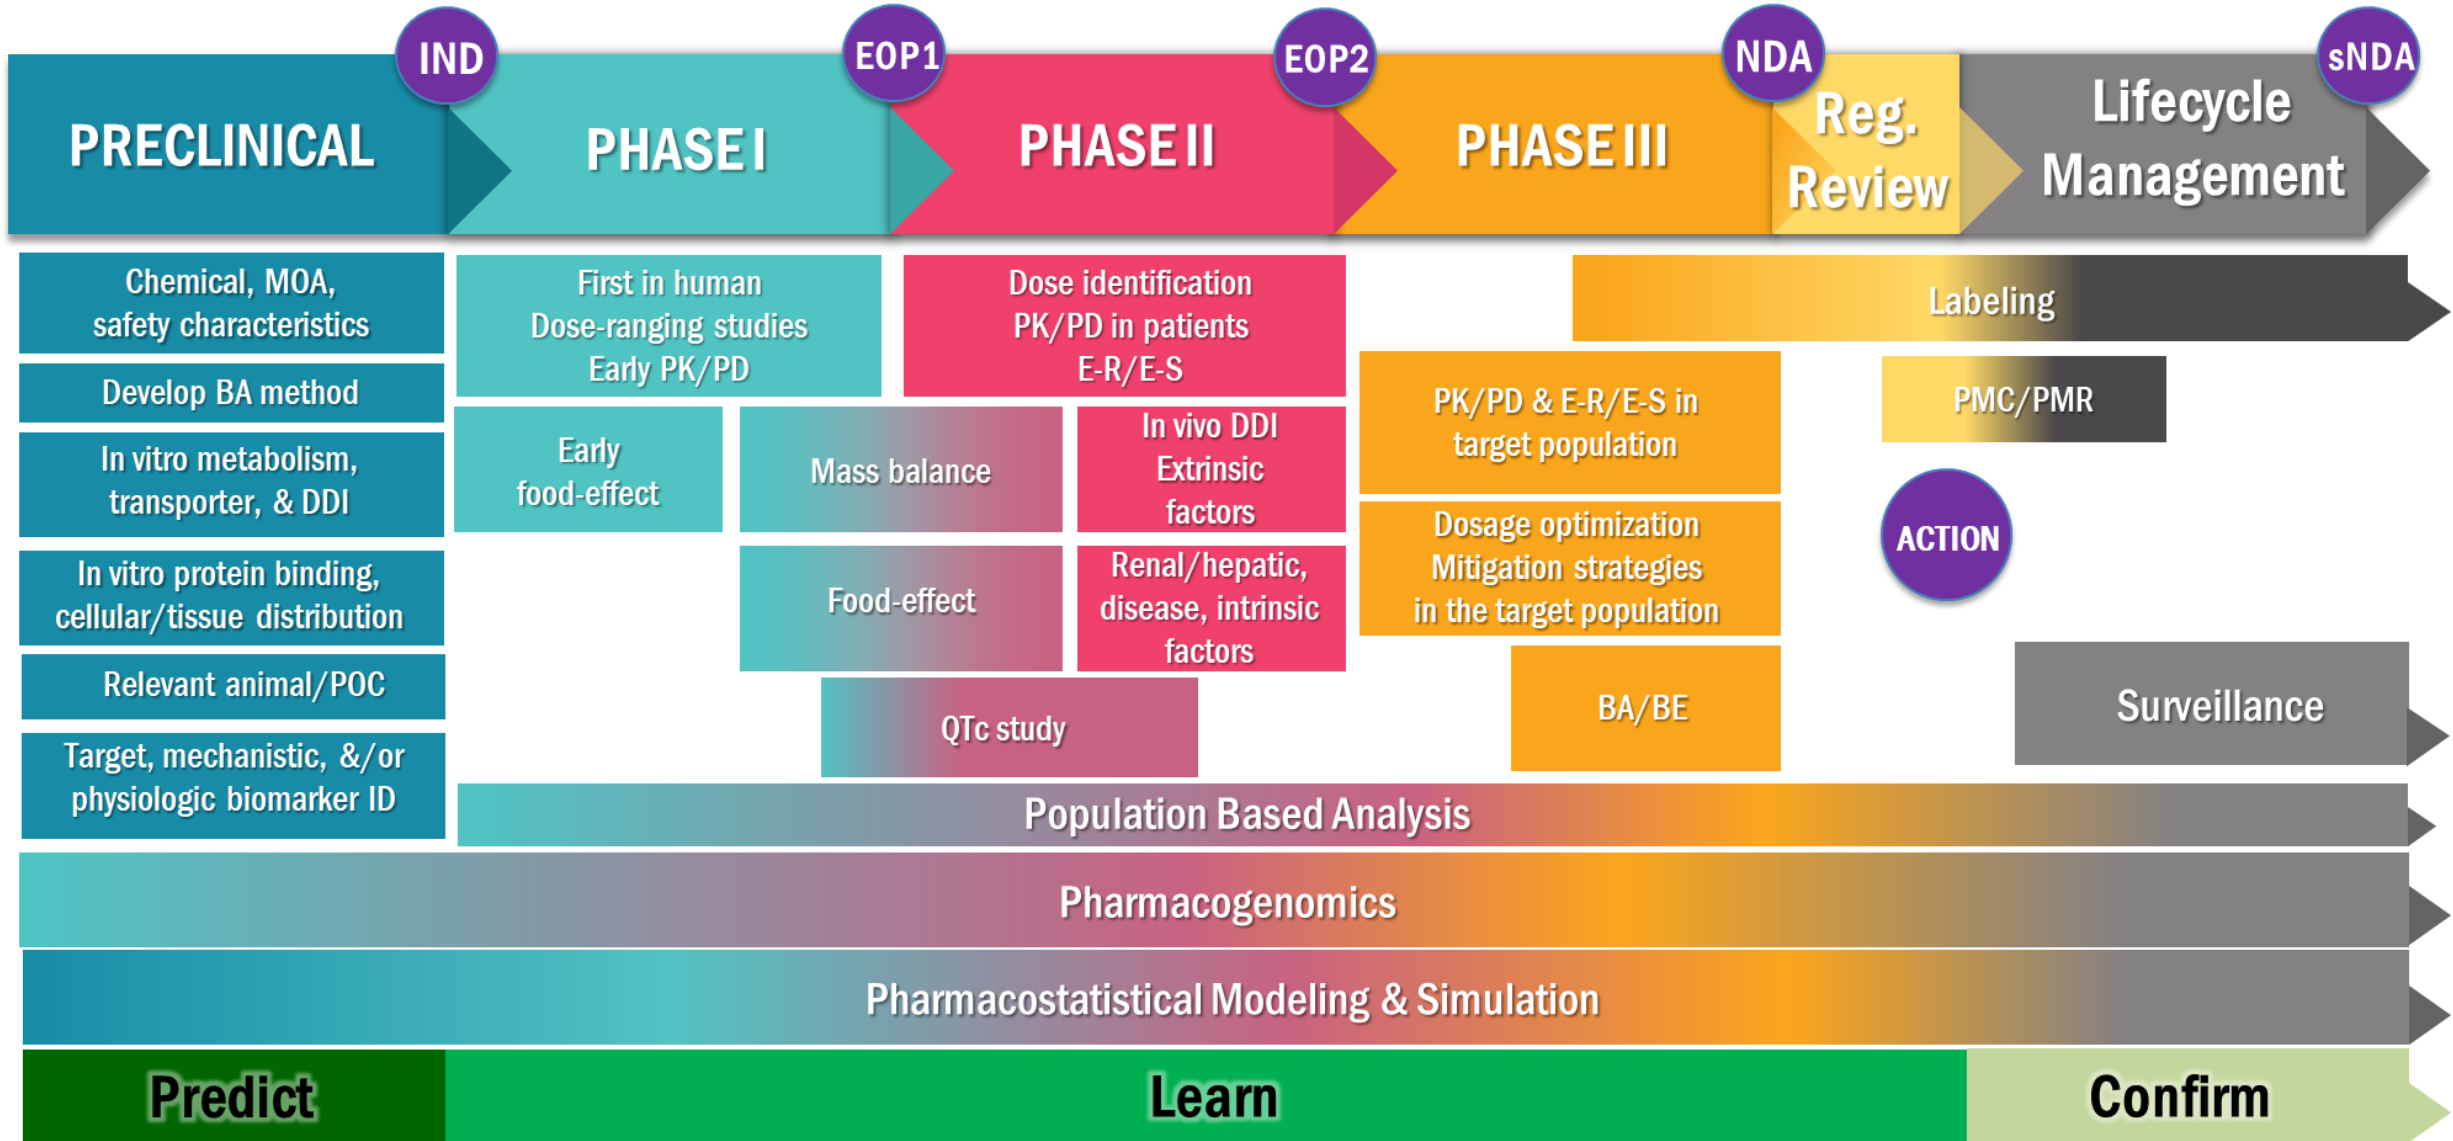 IND
EOP1
EOP2
NDA
sNDA
PRECLINICAL
PHASE I
PHASE II
PHASE III
Reg.
Review
Lifecycle
Management
Chemical, MOA,
safety characteristics
Develop BA method
In vitro metabolism,
transporter, & DDI
In vitro protein binding,
cellular/tissue distribution
Relevant animal/POC
Target, mechanistic, &/or
physiologic biomarker ID
First in human
Dose-ranging studies
Early PK/PD
Early
food-effect
Mass balance
Food-effect
QTc study
Dose identification
PK/PD in patients
E-R/E-S
In vivo DDI
Extrinsic
factors
Renal/hepatic,
disease, intrinsic
factors
PK/PD & E-R/E-S in
target population
Dosage optimization
Mitigation strategies
in the target population
BA/BE
Labeling
PMC/PMR
ACTION
Surveillance
Population Based Analysis
Pharmacogenomics
Pharmacostatistical Modeling & Simulation
Predict
Learn
Confirm